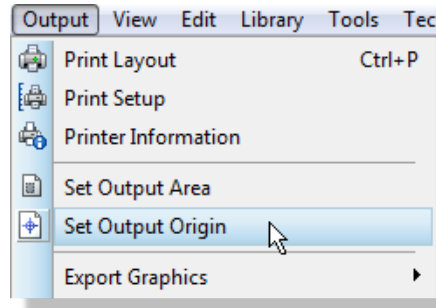 Output View Edit Library Tools Tec
Print Layout Ctrl+P
Print Setup
Printer Information
Set Output Area
Set Output Origin
Export Graphics